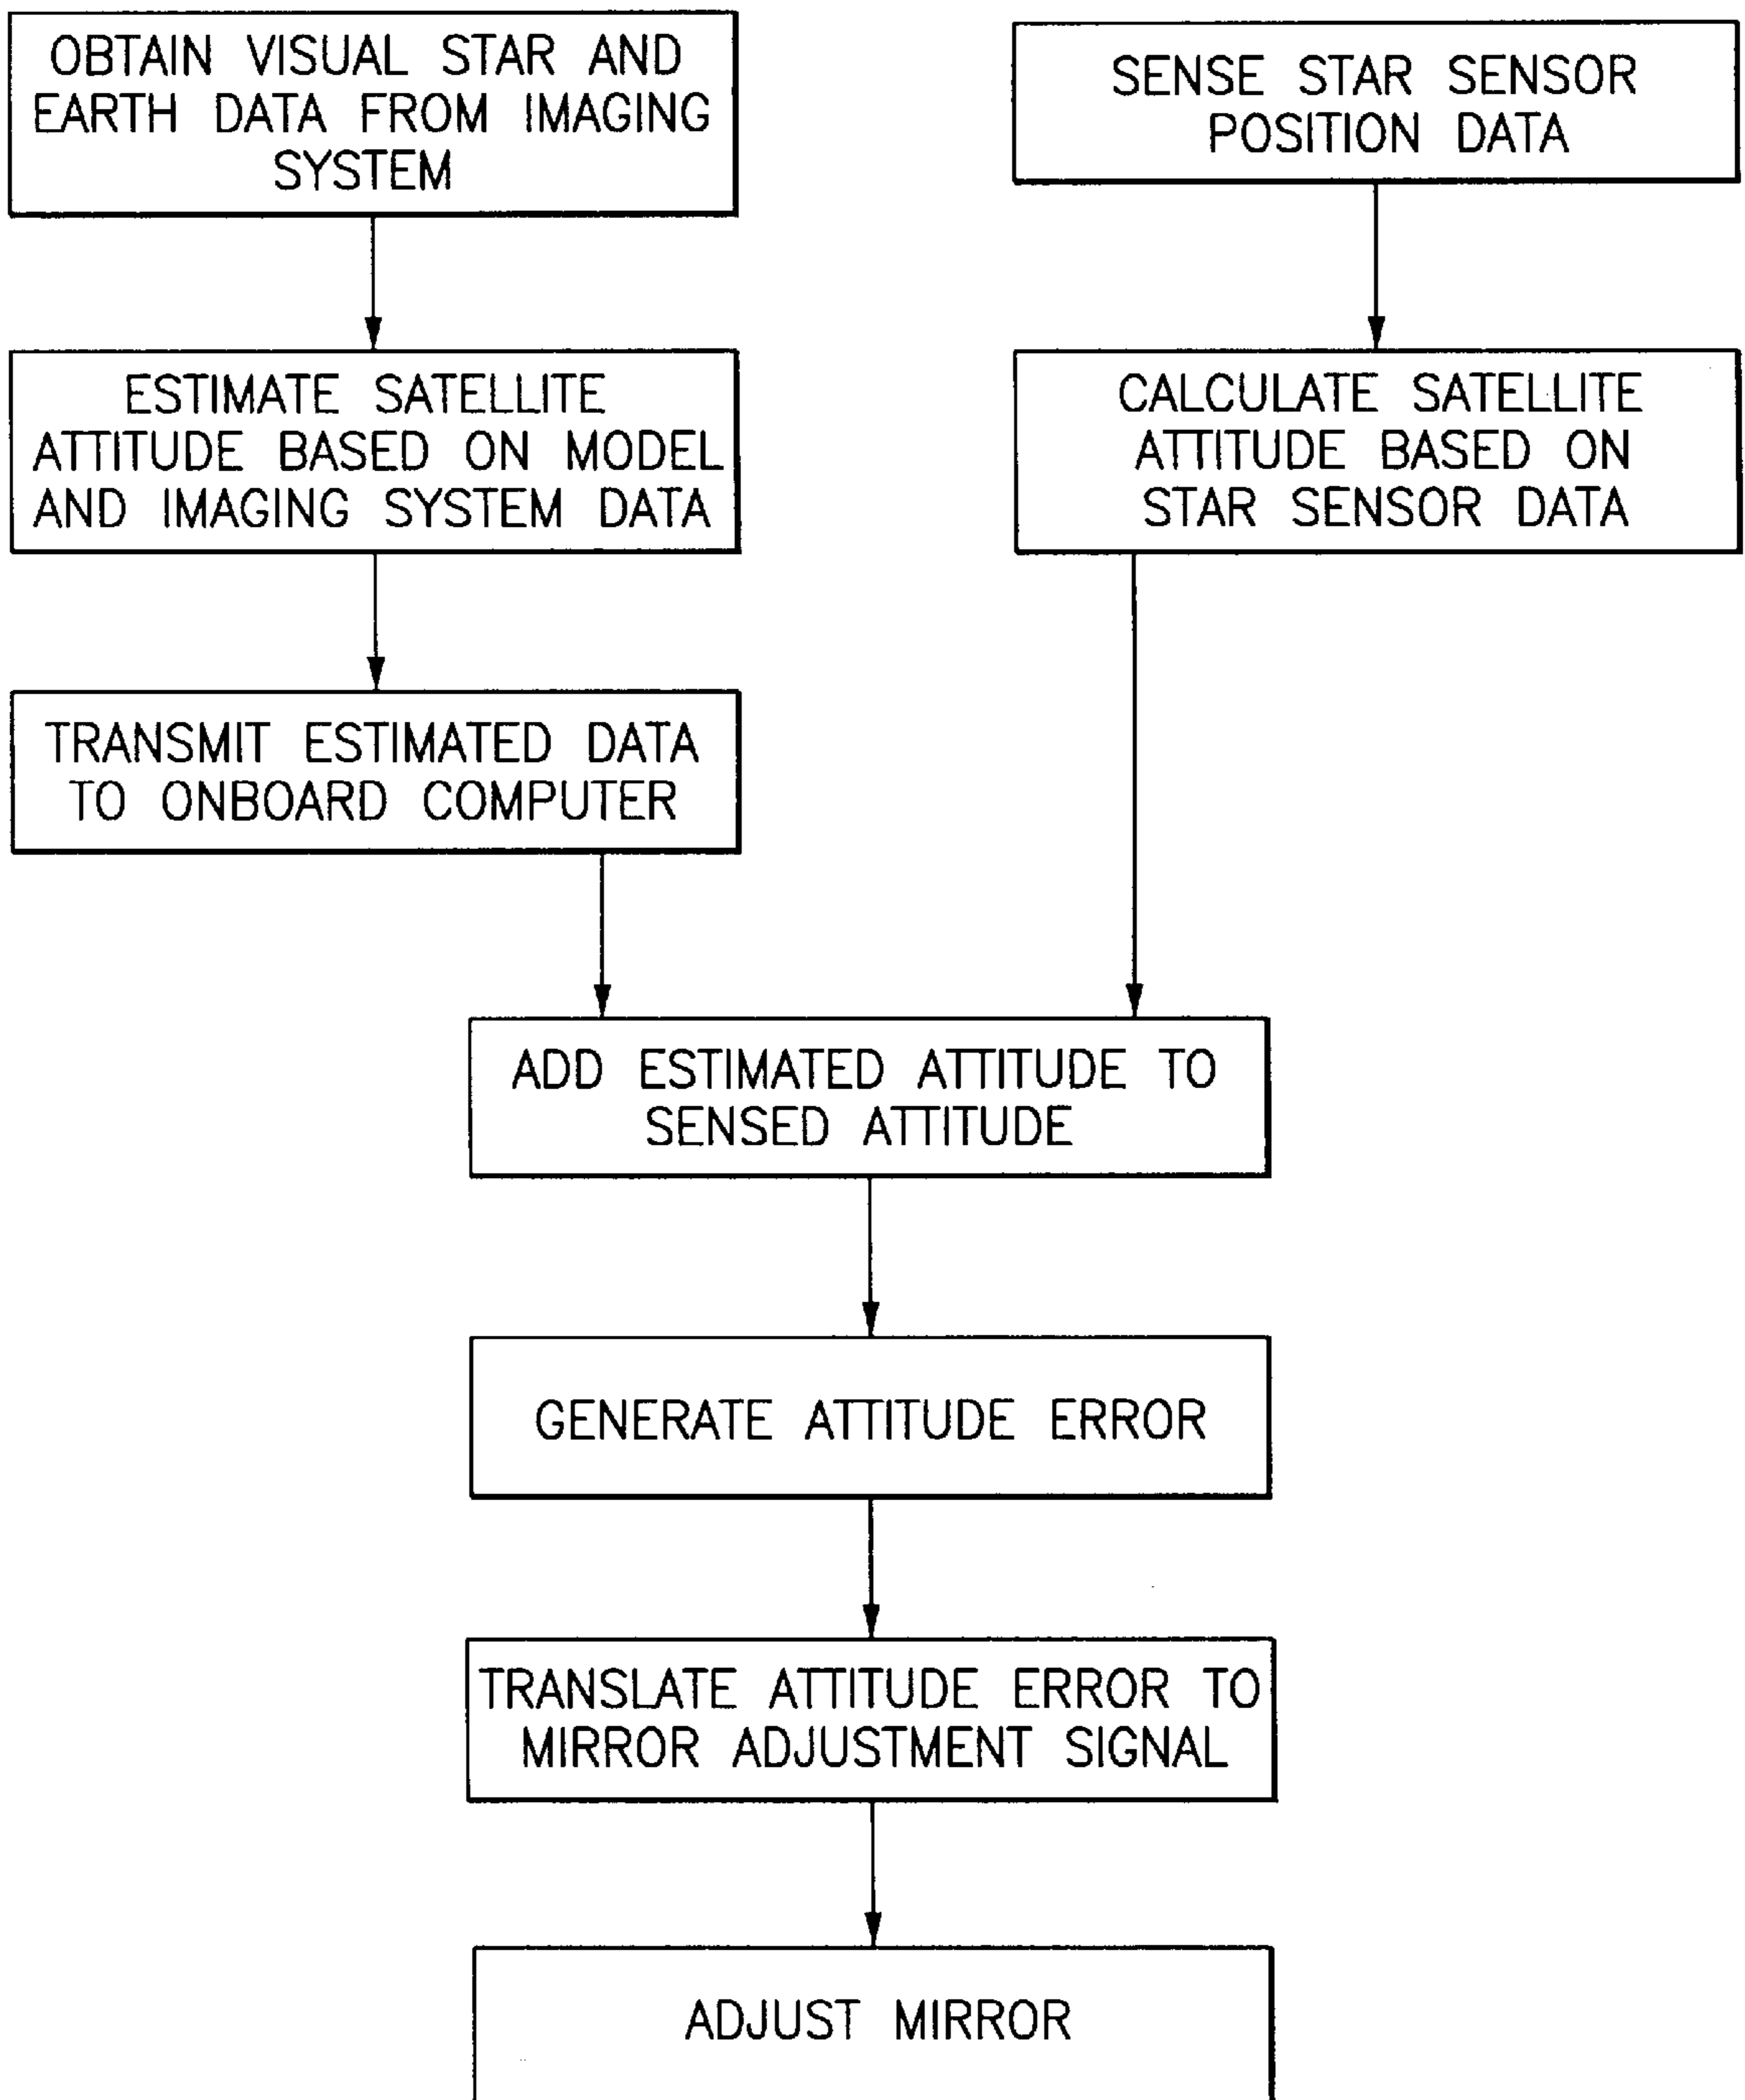 OBTAIN VISUAL STAR AND
EARTH DATA FROM IMAGING
SYSTEM
SENSE STAR SENSOR
POSITION DATA
ESTIMATE SATELLITE
ATTITUDE BASED ON MODEL
AND IMAGING SYSTEM DATA
CALCULATE SATELLITE
ATTITUDE BASED ON
STAR SENSOR DATA
TRANSMIT ESTIMATED DATA
TO ONBOARD COMPUTER
ADD ESTIMATED ATTITUDE TO
SENSED ATTITUDE
GENERATE ATTITUDE ERROR
TRANSLATE ATTITUDE ERROR TO
MIRROR ADJUSTMENT SIGNAL
ADJUST MIRROR